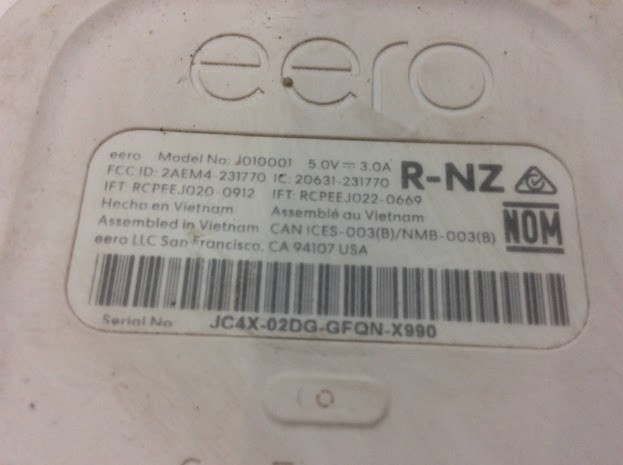 eero
eero Model No: J010001 5.0V⎓3.0A
FCC ID: 2AEM4-231770 IC: 20631-231770
IFT: RCPEEJ020-0912 IFT: RCPEEJ022-0669
R-NZ
Hecho en Vietnam Assemblé au Vietnam
Assembled in Vietnam CAN ICES-003(B)/NMB-003(B)
NOM
eero LLC San Francisco, CA 94107 USA
Serial No JC4X-02DG-GFQN-X990